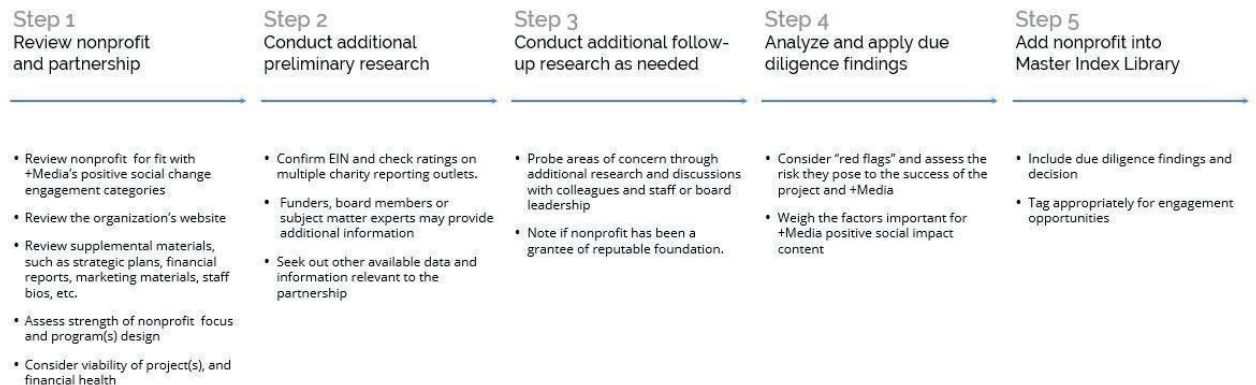 Step 1
Review nonprofit
and partnership
• Review nonprofit for fit with
+Media's positive social change
engagement categories
• Review the organization's website
• Review supplemental materials,
such as strategic plans, financial
reports, marketing materials, staff
bios, etc.
• Assess strength of nonprofit focus
and program(s) design
• Consider viability of project(s), and
financial health
Step 2
Conduct additional
preliminary research
• Confirm EIN and check ratings on
multiple charity reporting outlets.
• Funders, board members or
subject matter experts may provide
additional information
• Seek out other available data and
information relevant to the
partnership
Step 3
Conduct additional follow-
up research as needed
• Probe areas of concern through
additional research and discussions
with colleagues and staff or board
leadership
• Note if nonprofit has been a
grantee of reputable foundation.
Step 4
Analyze and apply due
diligence findings
• Consider “red flags” and assess the
risk they pose to the success of the
project and +Media
• Weigh the factors important for
+Media positive social impact
content
Step 5
Add nonprofit into
Master Index Library
• Include due diligence findings and
decision
• Tag appropriately for engagement
opportunities